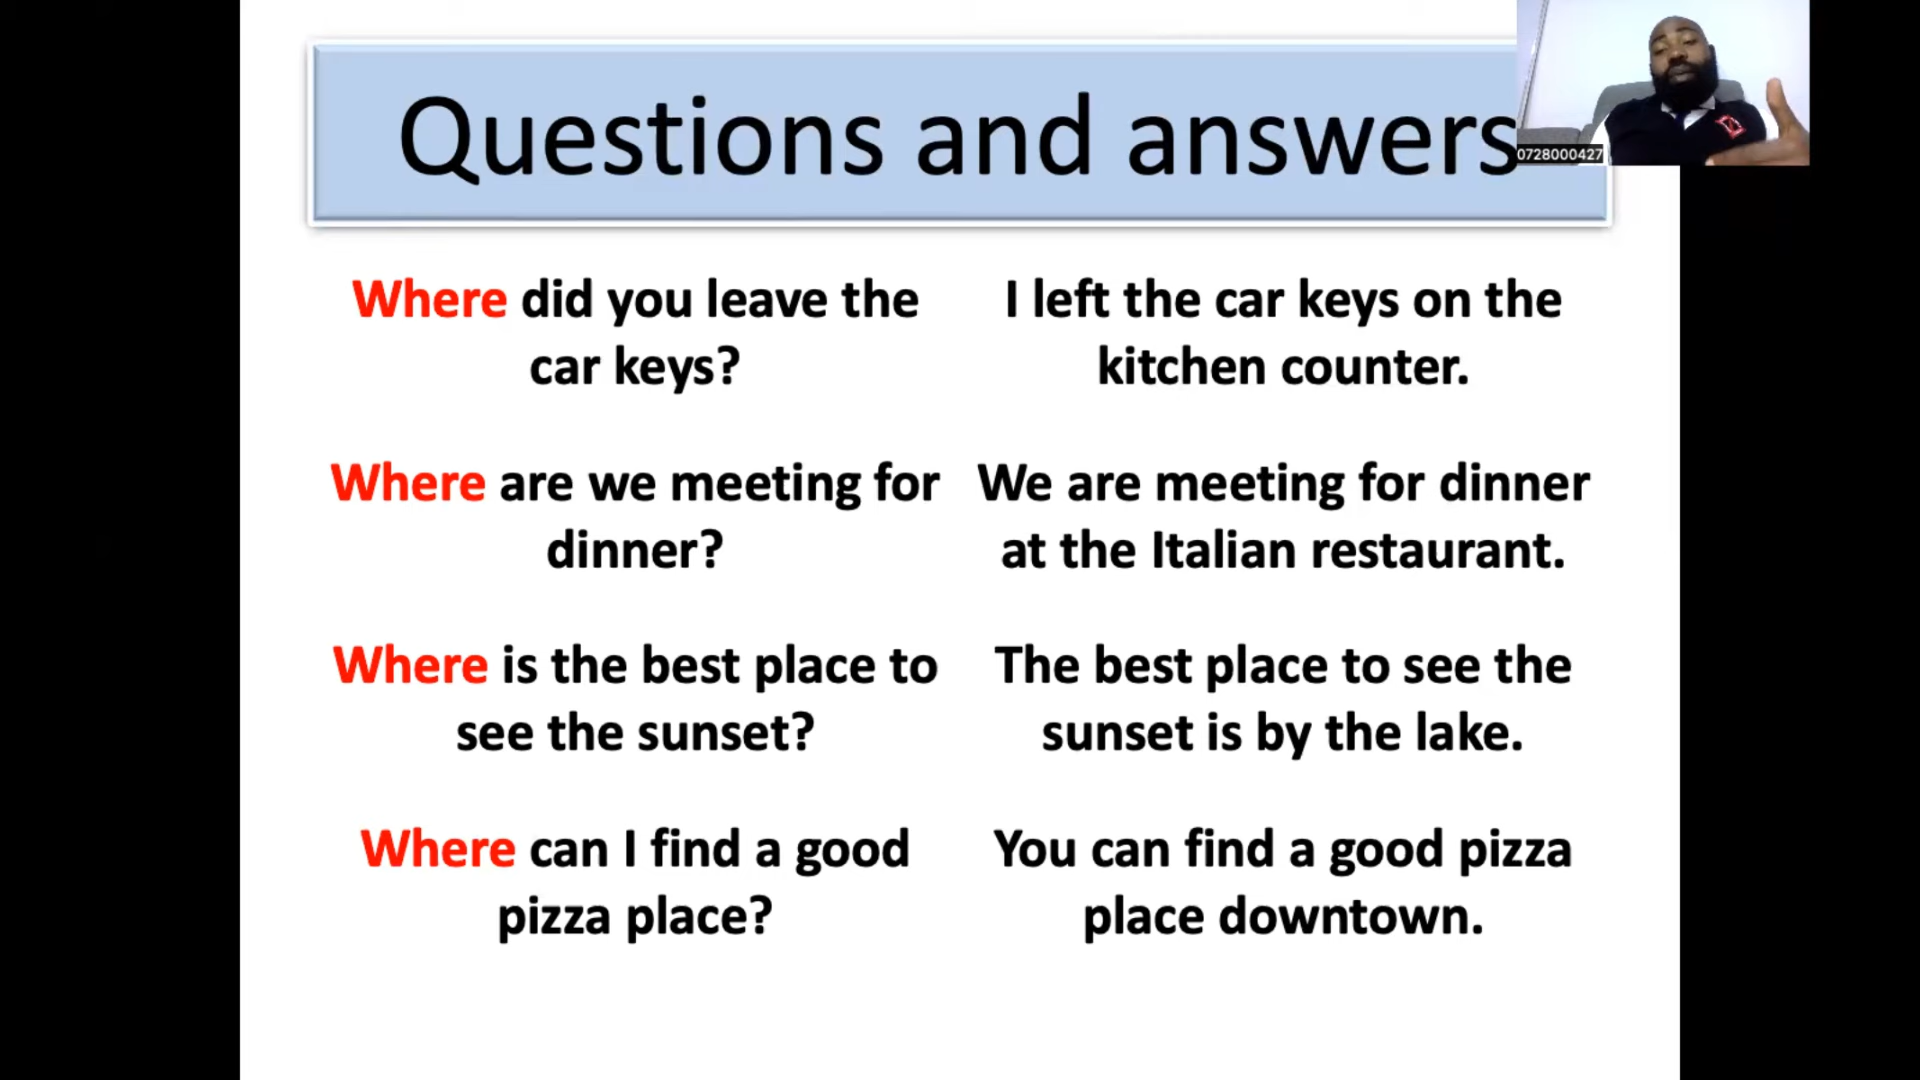 Questions and answers
0728000427
Where did you leave the
car keys?
I left the car keys on the
kitchen counter.
Where are we meeting for
dinner?
We are meeting for dinner
at the Italian restaurant.
Where is the best place to
see the sunset?
The best place to see the
sunset is by the lake.
Where can I find a good
pizza place?
You can find a good pizza
place downtown.